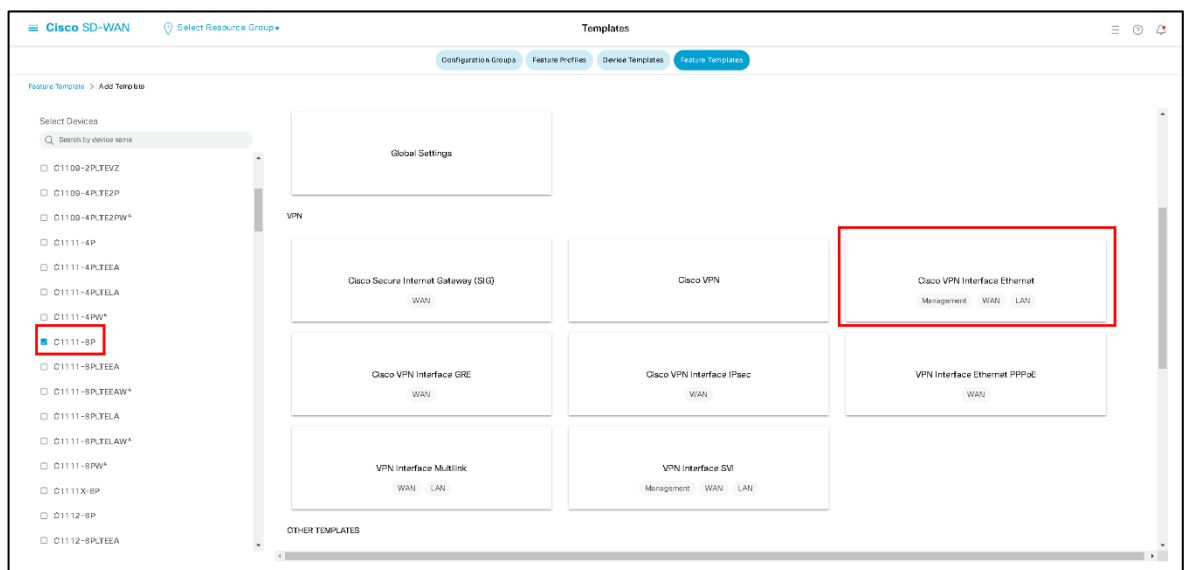 Cisco SD-WAN
Select Resource Group
Templates
Configuration Groups
Feature Profiles
Device Templates
Feature Templates
Feature Template > Add Template
Select Devices
Search by device name
C1109-2PLTEVZ
C1109-4PLTE2P
C1109-4PLTE2PW*
C1111-4P
C1111-4PLTEEA
C1111-4PLTELA
C1111-4PW*
C1111-8P
C1111-8PLTEEA
C1111-8PLTEEAW*
C1111-8PLTELA
C1111-8PLTELAW*
C1111-8PW*
C1111X-8P
C1112-8P
C1112-8PLTEEA
Global Settings
VPN
Cisco Secure Internet Gateway (SIG)
WAN
Cisco VPN
Cisco VPN Interface Ethernet
Management WAN LAN
Cisco VPN Interface GRE
WAN
Cisco VPN Interface IPsec
WAN
VPN Interface Ethernet PPPoE
WAN
VPN Interface Multilink
WAN LAN
VPN Interface SVI
Management WAN LAN
OTHER TEMPLATES